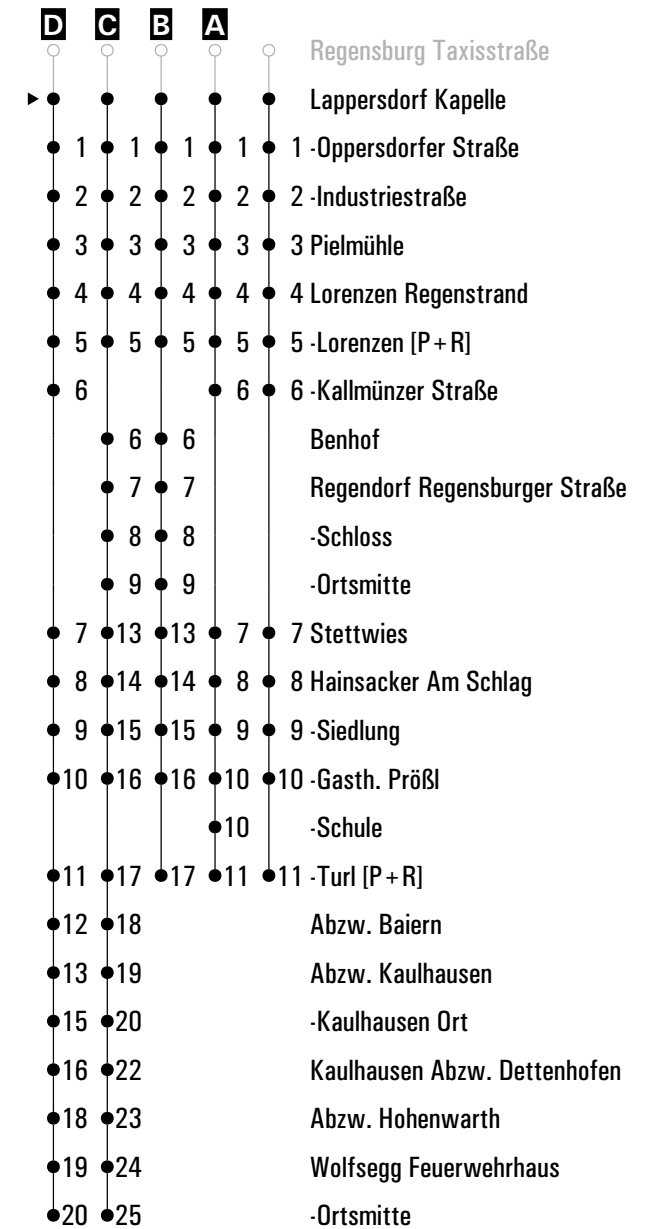 D C B A
Regensburg Taxisstraße
Lappersdorf Kapelle
1 1 1 1 1 -Oppersdorfer Straße
2 2 2 2 2 -Industriestraße
3 3 3 3 3 Pielmühle
4 4 4 4 4 Lorenzen Regenstrand
5 5 5 5 5 -Lorenzen [P+R]
6 6 6 -Kallmünzer Straße
6 6 Benhof
7 7 Regendorf Regensburger Straße
8 8 -Schloss
9 9 -Ortsmitte
7 13 13 7 7 Stettwies
8 14 14 8 8 Hainsacker Am Schlag
9 15 15 9 9 -Siedlung
10 16 16 10 10 -Gasth. Prößl
10 -Schule
11 17 17 11 11 -Turl [P+R]
12 18 Abzw. Baiern
13 19 Abzw. Kaulhausen
15 20 -Kaulhausen Ort
16 22 Kaulhausen Abzw. Dettenhofen
18 23 Abzw. Hohenwarth
19 24 Wolfsegg Feuerwehrhaus
20 25 -Ortsmitte